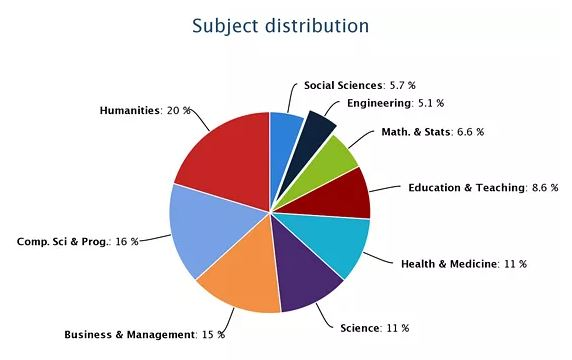 Subject distribution
Social Sciences: 5.7 %
Engineering: 5.1 %
Humanities: 20 %
Math. & Stats: 6.6 %
Education & Teaching: 8.6 %
Comp. Sci & Prog.: 16 %
Health & Medicine: 11 %
Science: 11 %
Business & Management: 15 %